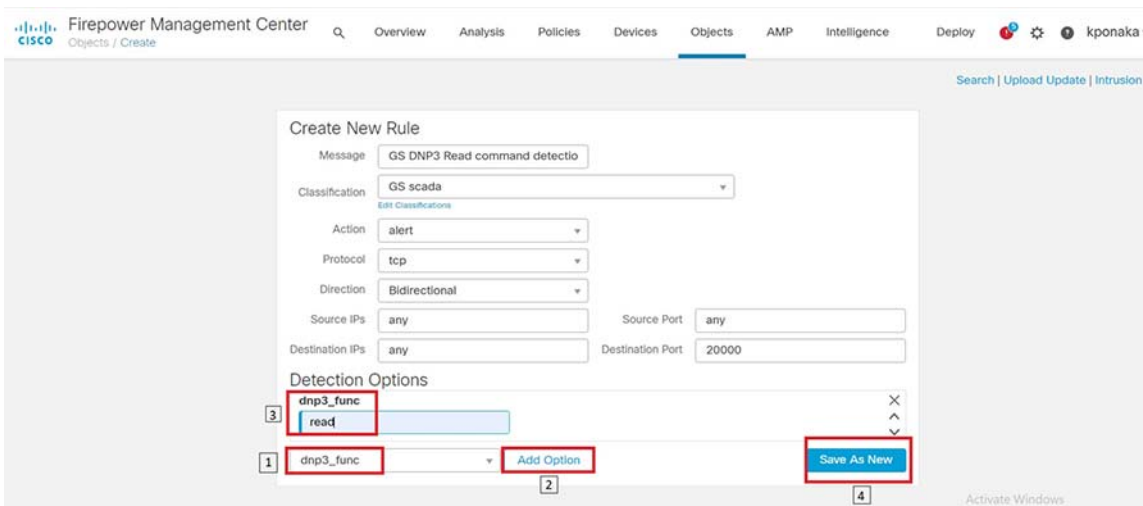 CISCO
Firepower Management Center
Objects / Create
Overview Analysis Policies Devices Objects AMP Intelligence Deploy 5 ? kponaka
Search | Upload Update | Intrusion
Create New Rule
Message GS DNP3 Read command detectio
Classification GS scada
Edit Classifications
Action alert
Protocol tcp
Direction Bidirectional
Source IPs any Source Port any
Destination IPs any Destination Port 20000
Detection Options
dnp3_func
3 read
1 dnp3_func Add Option Save As New
2
4
Activate Windows